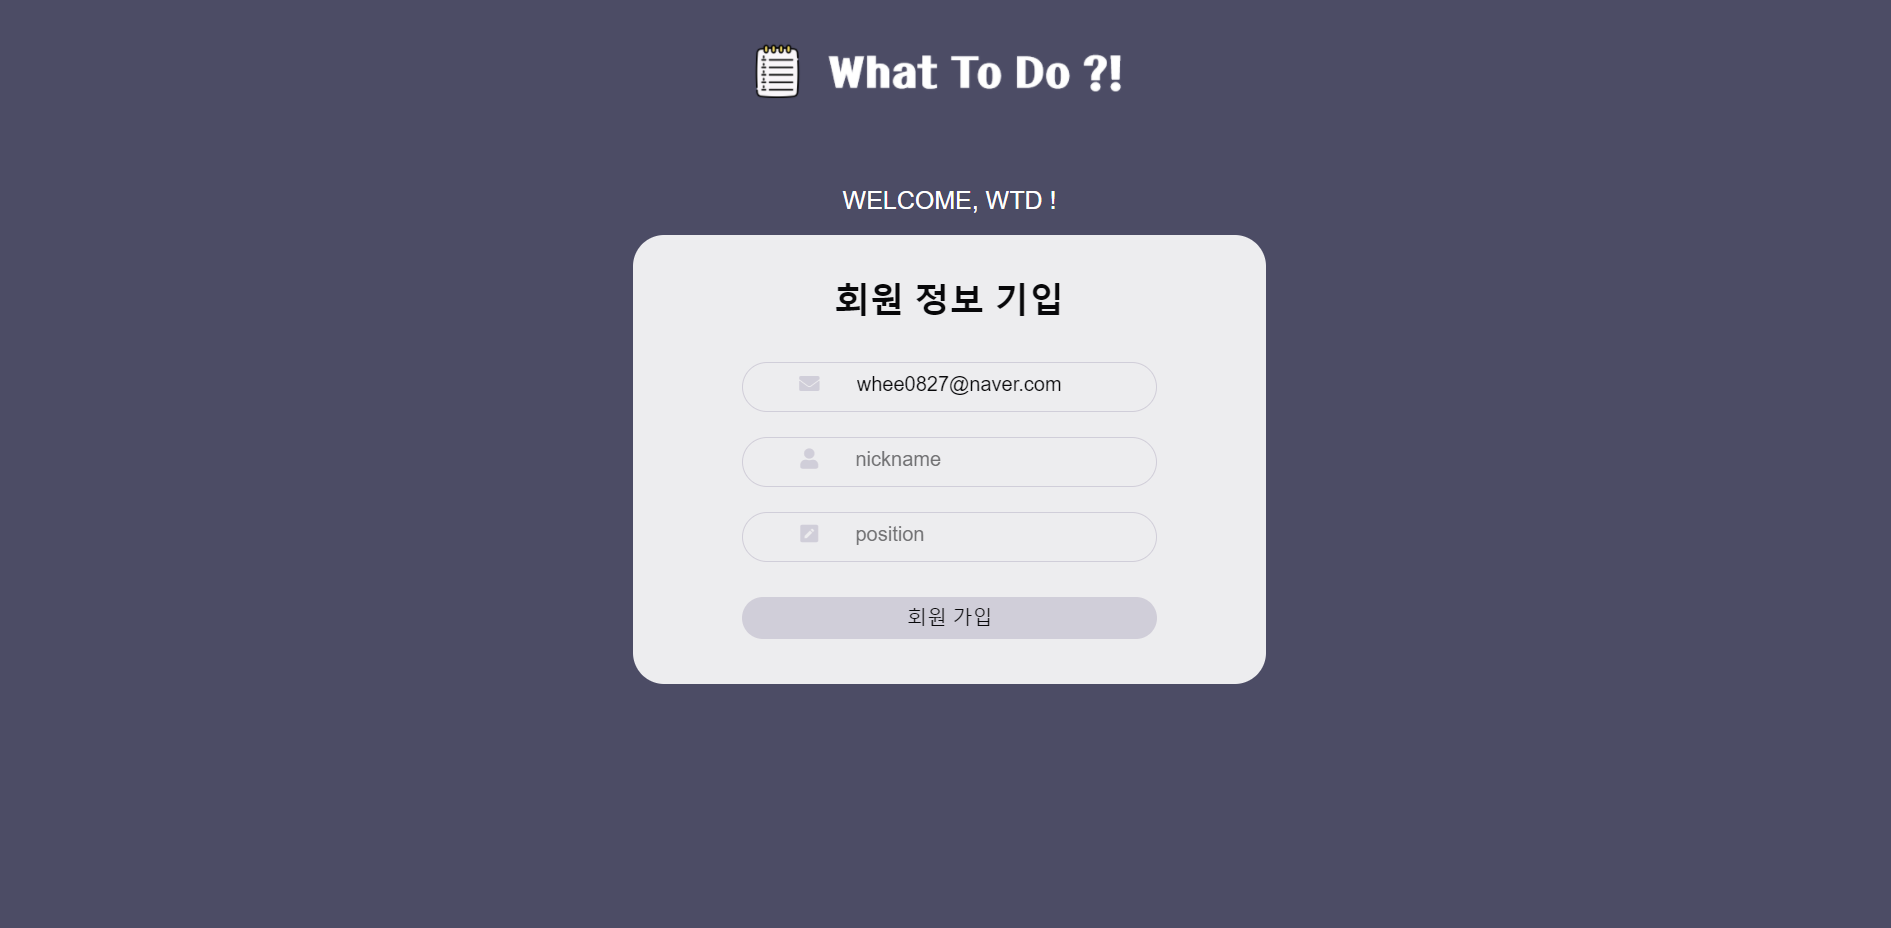 What To Do ?!
WELCOME, WTD !
회원 정보 기입
whee0827@naver.com
nickname
position
회원 가입